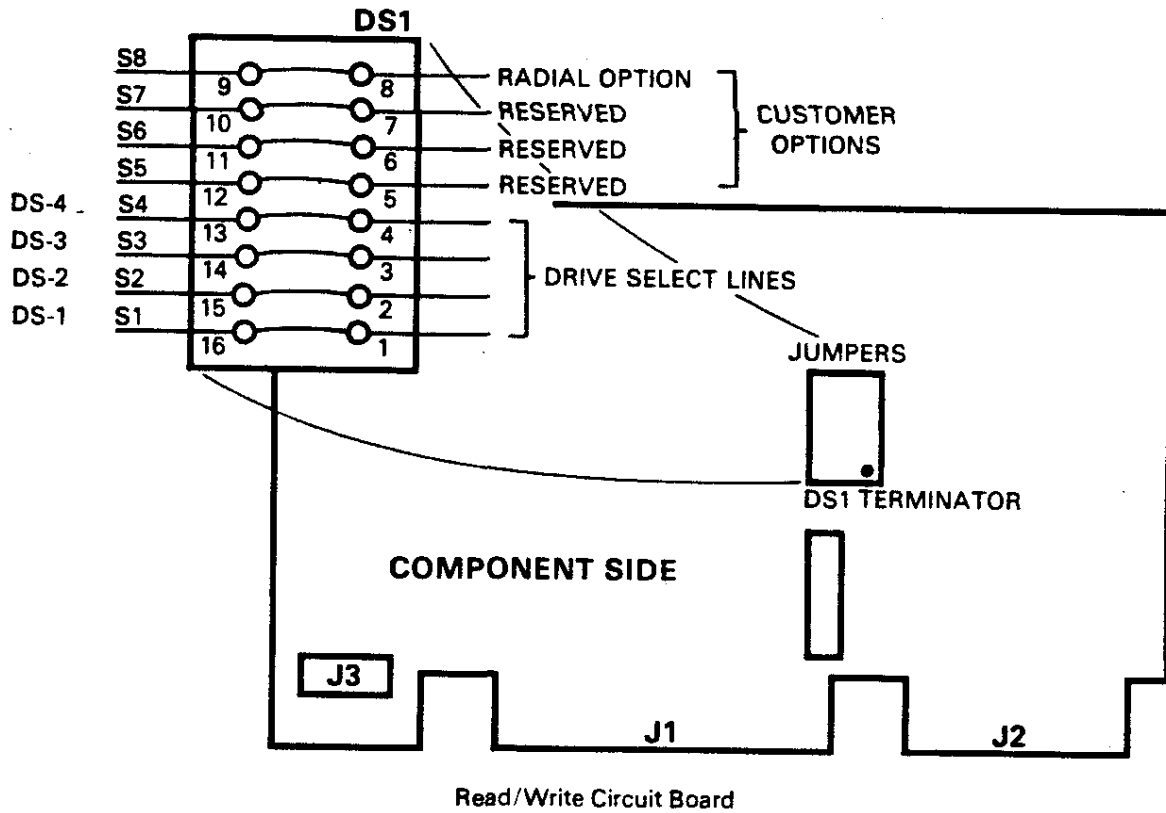 DS1
S8 9 8 RADIAL OPTION
S7 10 7 RESERVED
S6 11 6 RESERVED
S5 12 5 RESERVED
CUSTOMER
OPTIONS
DS-4 S4 13 4
DS-3 S3 14 3
DS-2 S2 15 2
DS-1 S1 16 1
DRIVE SELECT LINES
JUMPERS
DS1 TERMINATOR
COMPONENT SIDE
J3
J1
J2
Read/Write Circuit Board